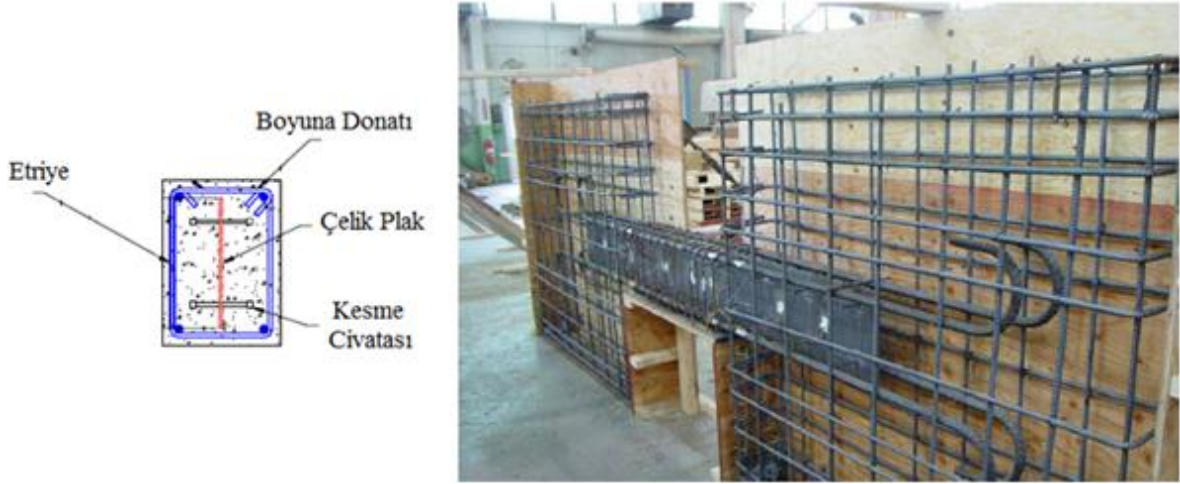 Boyuna Donatı
Etriye
Çelik Plak
Kesme
Civatası